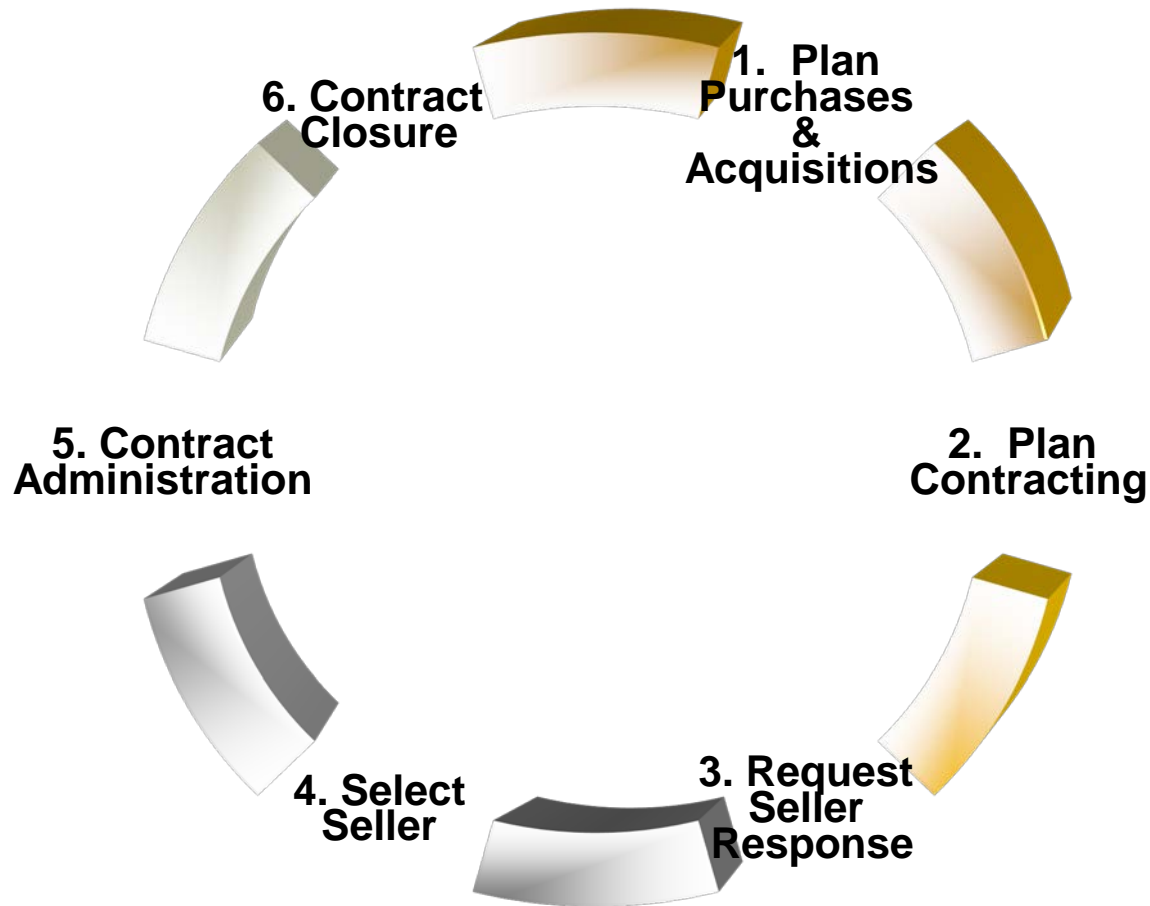 1. Plan
Purchases
&
Acquisitions
2. Plan
Contracting
3. Request
Seller
Response
4. Select
Seller
5. Contract
Administration
6. Contract
Closure